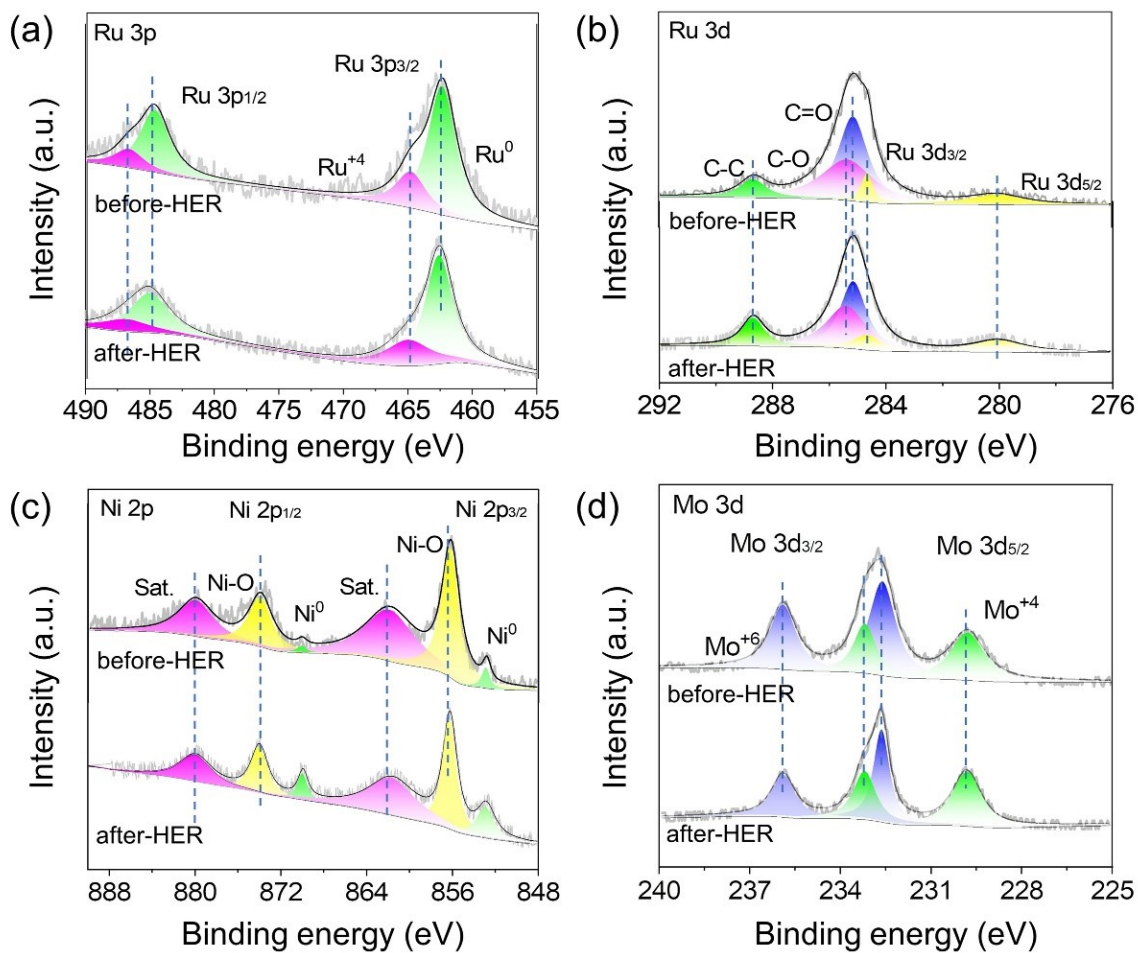 (a)
Ru 3p
Ru 3p1/2
Ru 3p3/2
Ru+4
Ru0
before-HER
after-HER
Intensity (a.u.)
490 485 480 475 470 465 460 455
Binding energy (eV)
(b)
Ru 3d
C=O
C-O
C-C
Ru 3d3/2
Ru 3d5/2
before-HER
after-HER
Intensity (a.u.)
292 288 284 280 276
Binding energy (eV)
(c)
Ni 2p
Ni 2p1/2
Ni 2p3/2
Ni-O
Sat.
Ni-O
Sat.
Ni0
Ni0
before-HER
after-HER
Intensity (a.u.)
888 880 872 864 856 848
Binding energy (eV)
(d)
Mo 3d
Mo 3d3/2
Mo 3d5/2
Mo+6
Mo+4
before-HER
after-HER
Intensity (a.u.)
240 237 234 231 228 225
Binding energy (eV)